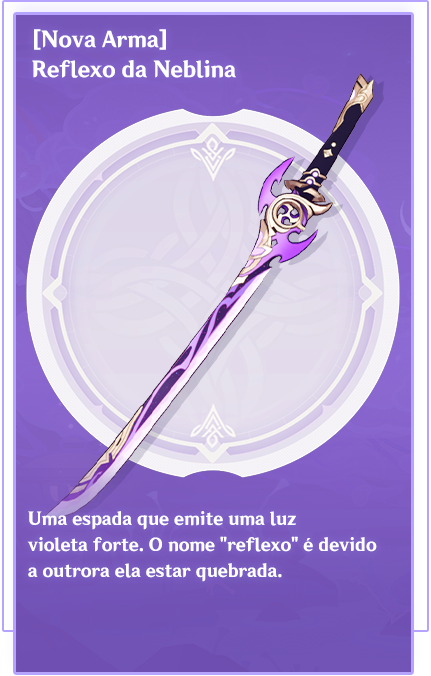 [Nova Arma]
Reflexo da Neblina
Uma espada que emite uma luz
violeta forte. O nome "reflexo" é devido
a outrora ela estar quebrada.